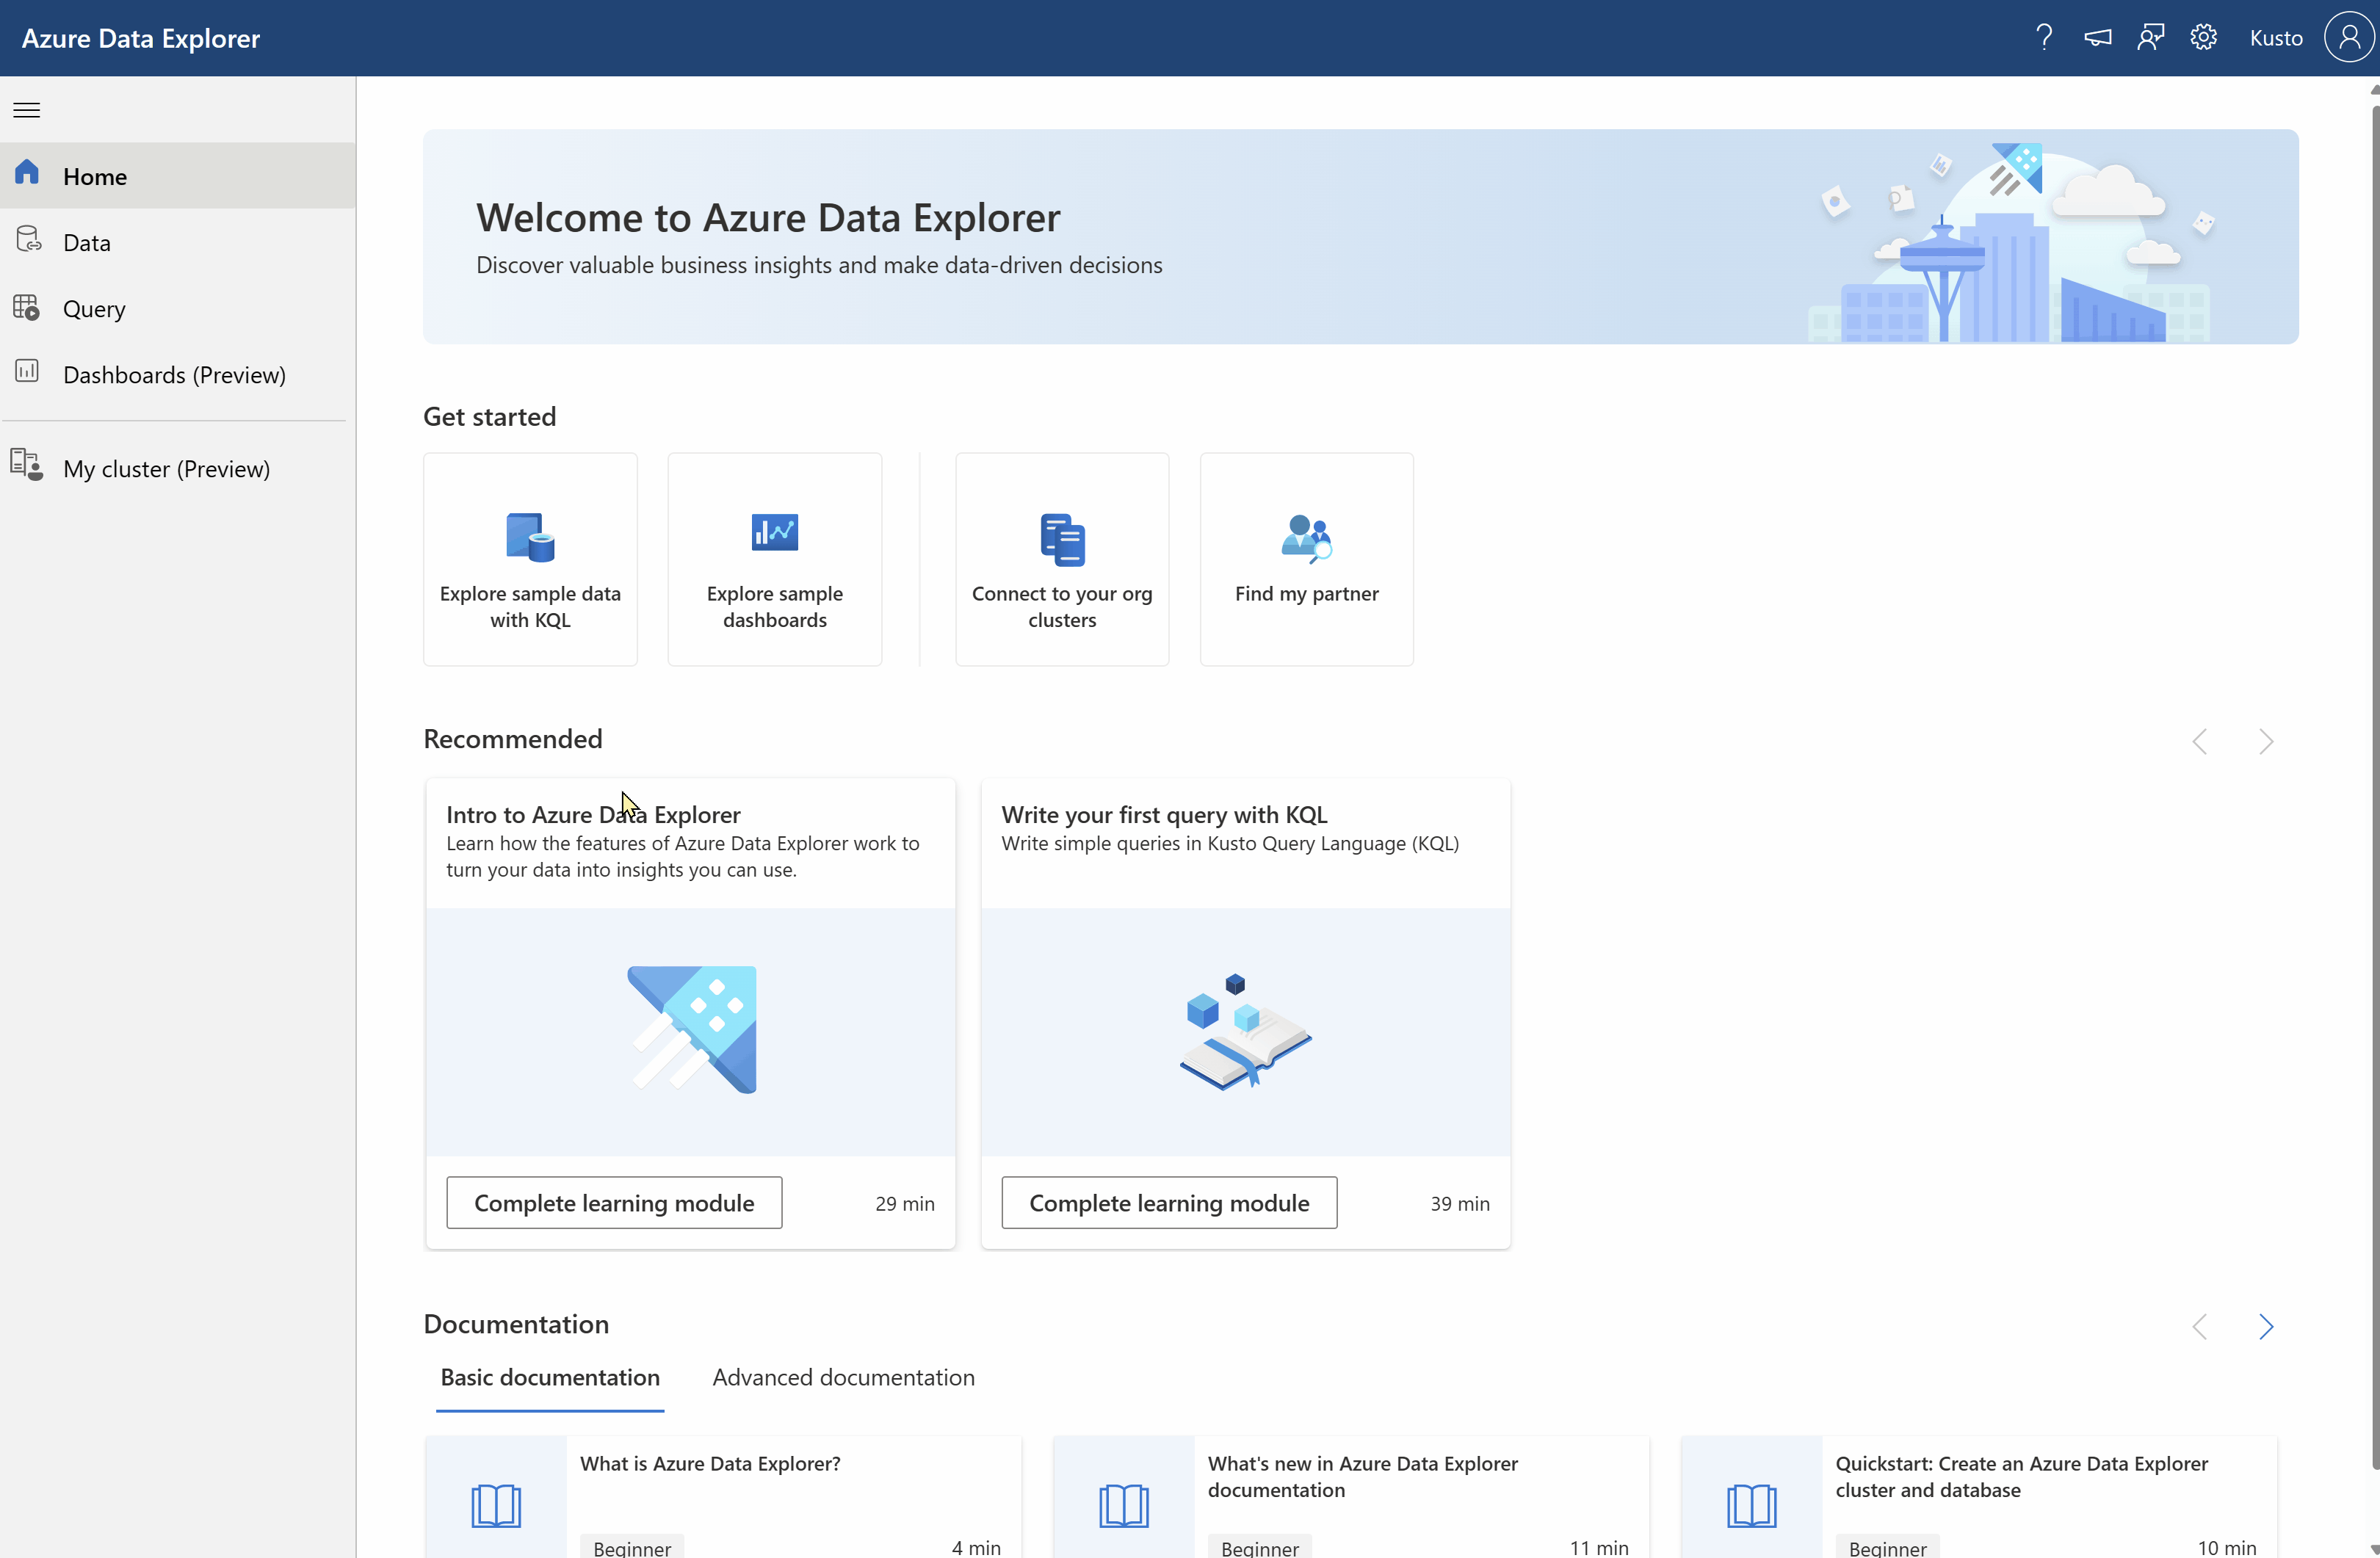 Azure Data Explorer
Kusto
Home
Data
Query
Dashboards (Preview)
My cluster (Preview)
Welcome to Azure Data Explorer
Discover valuable business insights and make data-driven decisions
Get started
Explore sample data
with KQL
Explore sample
dashboards
Connect to your org
clusters
Find my partner
Recommended
Intro to Azure Data Explorer
Learn how the features of Azure Data Explorer work to
turn your data into insights you can use.
Complete learning module
29 min
Write your first query with KQL
Write simple queries in Kusto Query Language (KQL)
Complete learning module
39 min
Documentation
Basic documentation
Advanced documentation
What is Azure Data Explorer?
Beginner
4 min
What's new in Azure Data Explorer
documentation
Beginner
11 min
Quickstart: Create an Azure Data Explorer
cluster and database
Beginner
10 min